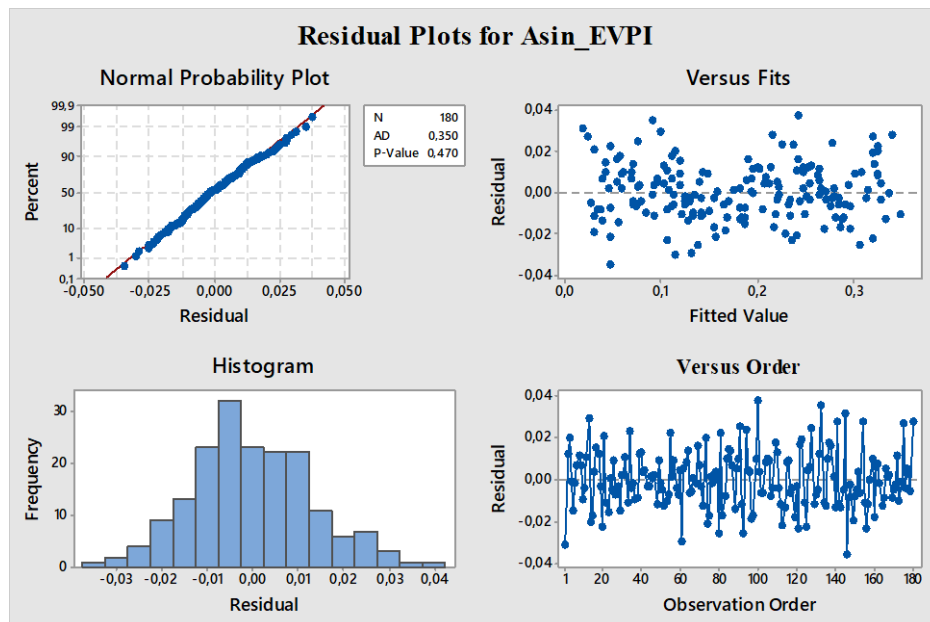 Residual Plots for Asin_EVPI
Normal Probability Plot
99,9
99
90
50
10
1
0,1
Percent
-0,050 -0,025 0,000 0,025 0,050
Residual
N 180
AD 0,350
P-Value 0,470
Versus Fits
0,04
0,02
0,00
-0,02
-0,04
Residual
0,0 0,1 0,2 0,3
Fitted Value
Histogram
30
20
10
0
Frequency
-0,03 -0,02 -0,01 0,00 0,01 0,02 0,03 0,04
Residual
Versus Order
0,04
0,02
0,00
-0,02
-0,04
Residual
1 20 40 60 80 100 120 140 160 180
Observation Order